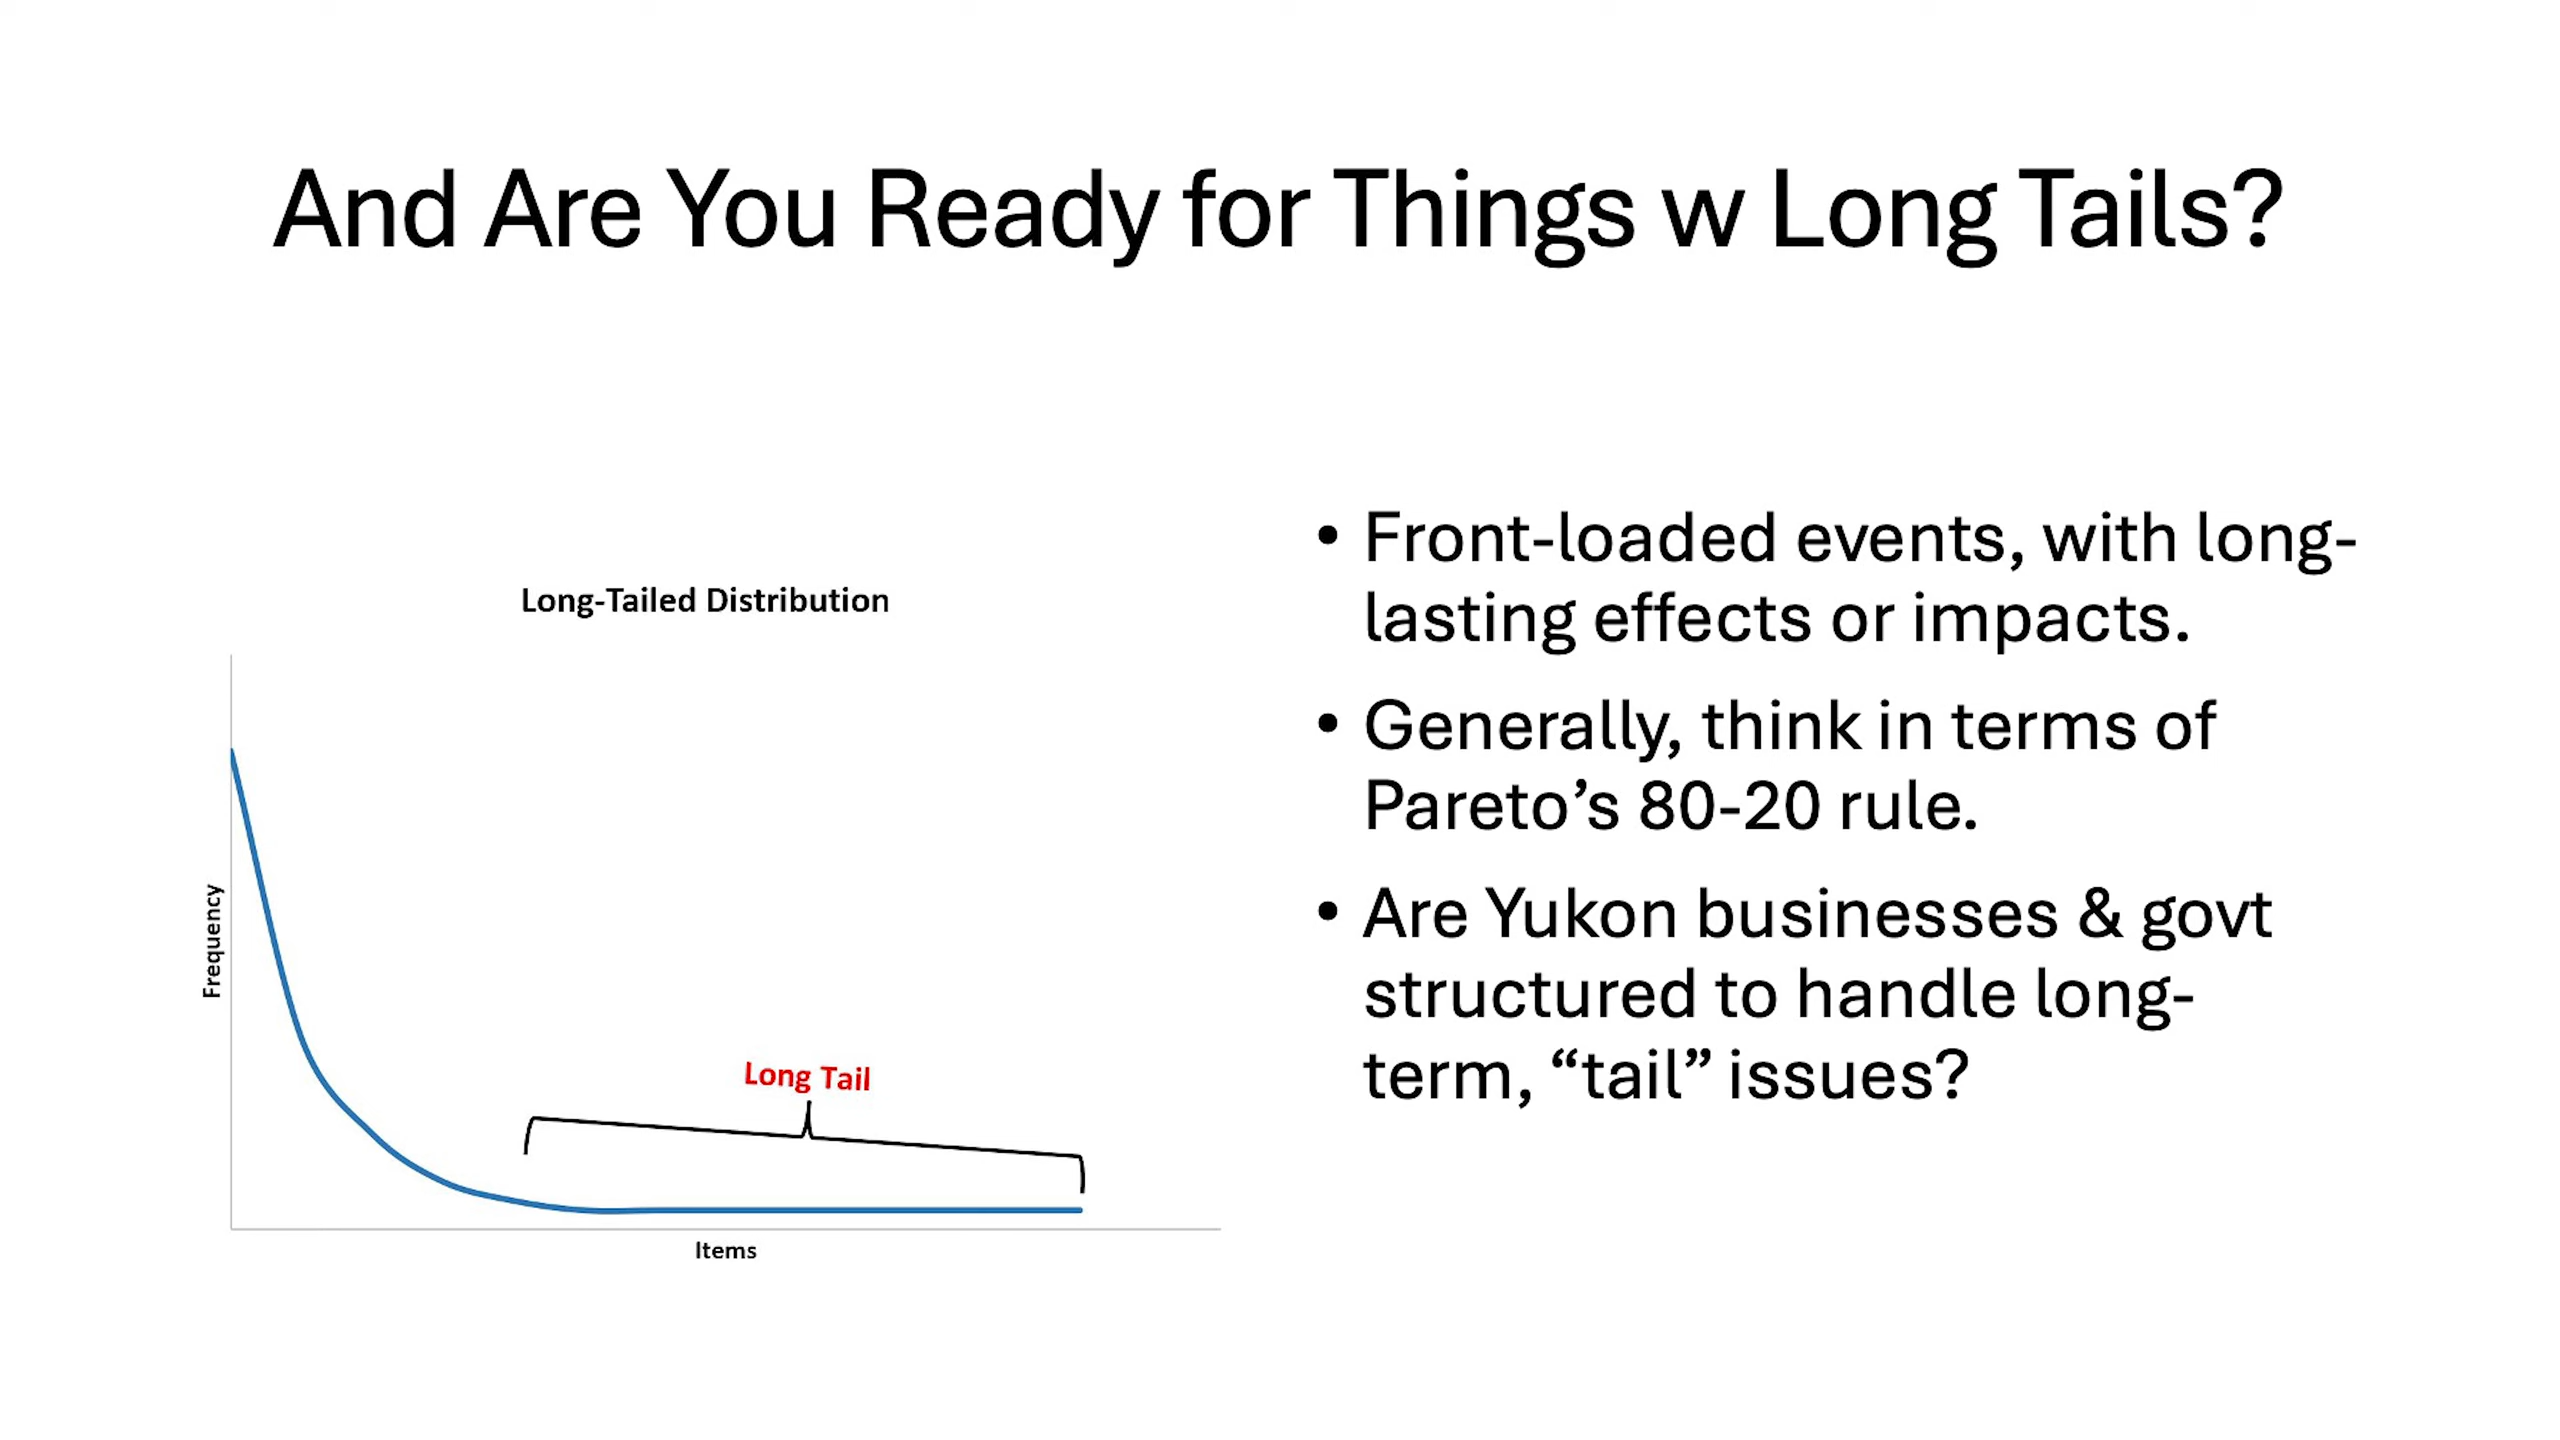 And Are You Ready for Things w Long Tails?
Long-Tailed Distribution
Frequency
Long Tail
Items
• Front-loaded events, with long-
lasting effects or impacts.
• Generally, think in terms of
Pareto’s 80-20 rule.
• Are Yukon businesses & govt
structured to handle long-
term, “tail” issues?